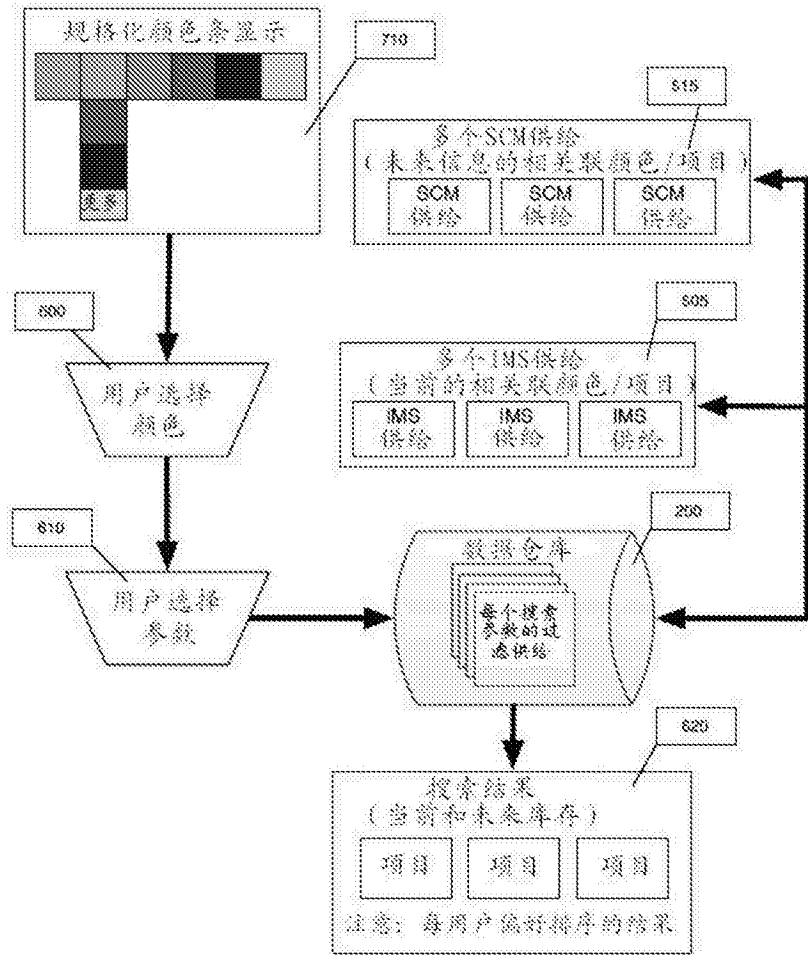 规格化颜色条显示
710
更多
615
多个SCM供给
(未来信息的相关联颜色/项目)
SCM
供给
SCM
供给
SCM
供给
600
用户选择
颜色
605
多个IMS供给
(当前的相关联颜色/项目)
IMS
供给
IMS
供给
IMS
供给
610
用户选择
参数
200
数据仓库
每个搜索
参数的过
滤供给
620
搜索结果
(当前和未来库存)
项目
项目
项目
注意: 每用户偏好排序的结果